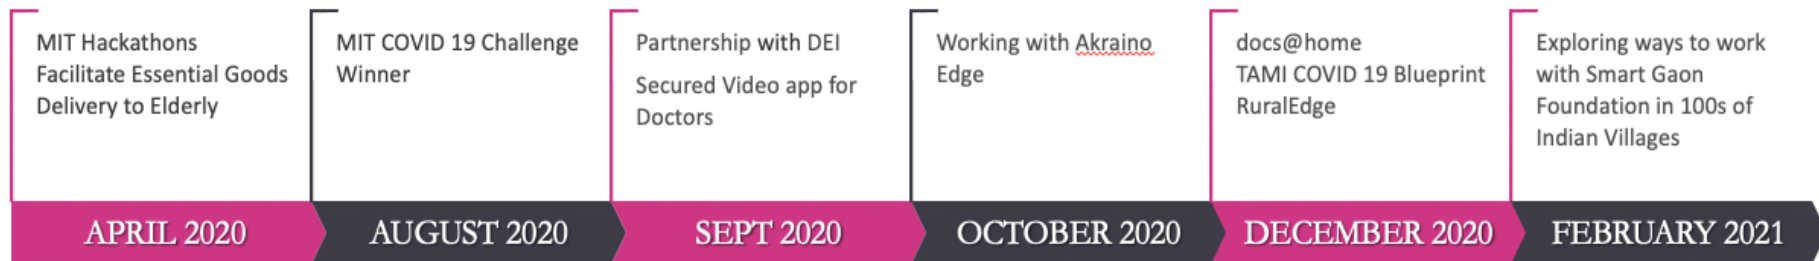 MIT Hackathons
Facilitate Essential Goods
Delivery to Elderly
APRIL 2020
MIT COVID 19 Challenge
Winner
AUGUST 2020
Partnership with DEI
Secured Video app for
Doctors
SEPT 2020
Working with Akraino
Edge
OCTOBER 2020
docs@home
TAMI COVID 19 Blueprint
RuralEdge
DECEMBER 2020
Exploring ways to work
with Smart Gaon
Foundation in 100s of
Indian Villages
FEBRUARY 2021